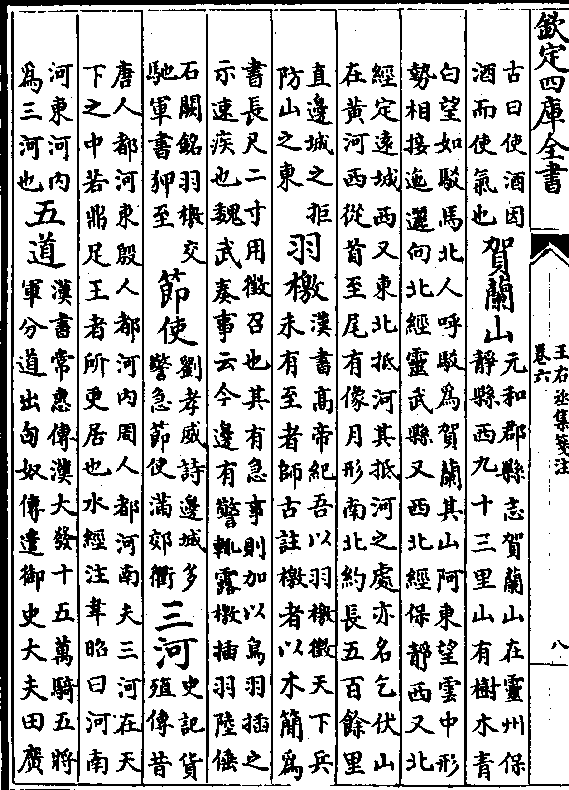 欽定四庫全書
王右丞集箋注
卷六
八
古曰使酒因
酒而使氣也
賀蘭山
元和郡縣志賀蘭山在靈州保
靜縣西九十三里山有樹木青
白望如駁馬北人呼駁爲賀蘭其山阿東望雲中形
勢相接迤邐向北經靈武縣又西北經保靜西又北
經定遠城西又東北抵河其抵河之處亦名乞伏山
在黃河西從首至尾有像月形南北約長五百餘里
直邊城之拒
防山之東
羽檄
漢書高帝紀吾以羽檄徵天下兵
未有至者師古註檄者以木簡爲
書長尺二寸用徵召也其有急事則加以鳥羽插之
示速疾也魏武奏事云今邊有警輒露檄插羽陸倕
石闕銘羽檄交
馳軍書狎至
節使
劉孝威詩邊城多
警急節使滿郊衢
三河
史記貨
殖傳昔
唐人都河東殷人都河內周人都河南夫三河在天
下之中若鼎足王者所更居也水經注韋昭曰河南
河東河內
爲三河也
五道
漢書常惠傳漢大發十五萬騎五將
軍分道出匈奴傳遣御史大夫田廣